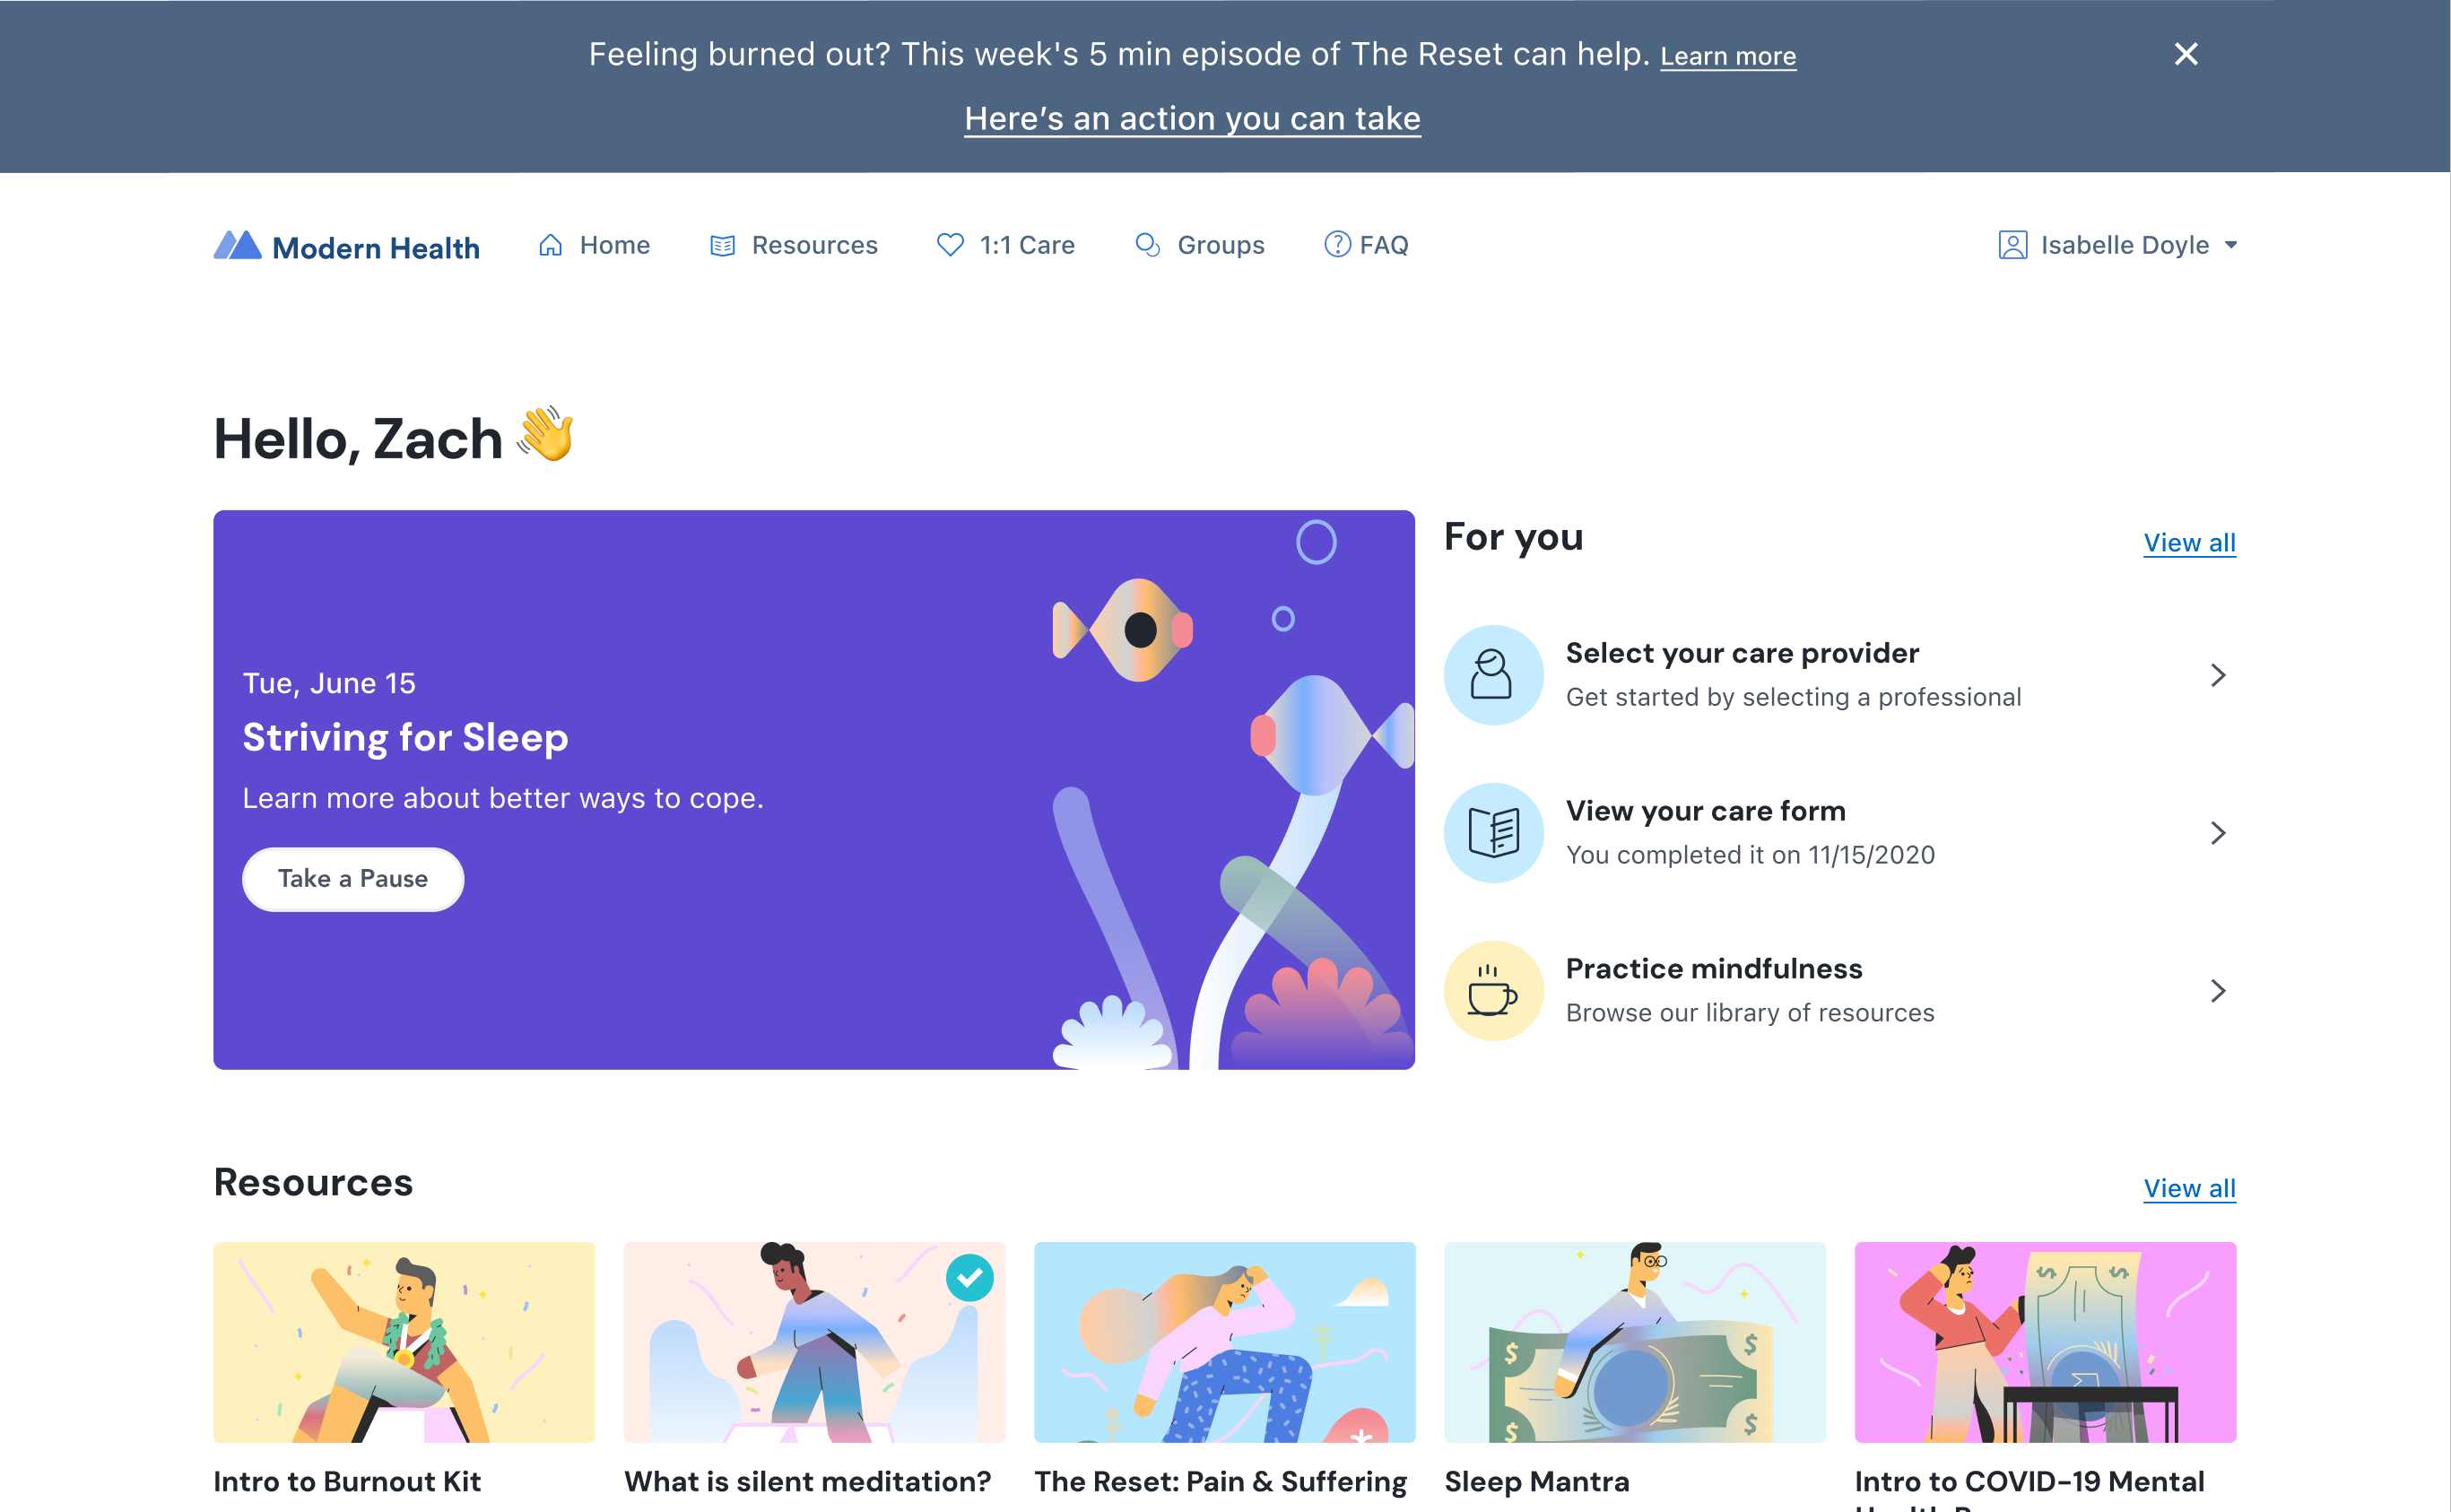 Feeling burned out? This week's 5 min episode of The Reset can help. Learn more
Here’s an action you can take
Modern Health
Home
Resources
1:1 Care
Groups
FAQ
Isabelle Doyle
Hello, Zach 👋
Tue, June 15
Striving for Sleep
Learn more about better ways to cope.
Take a Pause
For you
View all
Select your care provider
Get started by selecting a professional
View your care form
You completed it on 11/15/2020
Practice mindfulness
Browse our library of resources
Resources
View all
Intro to Burnout Kit
What is silent meditation?
The Reset: Pain & Suffering
Sleep Mantra
Intro to COVID-19 Mental